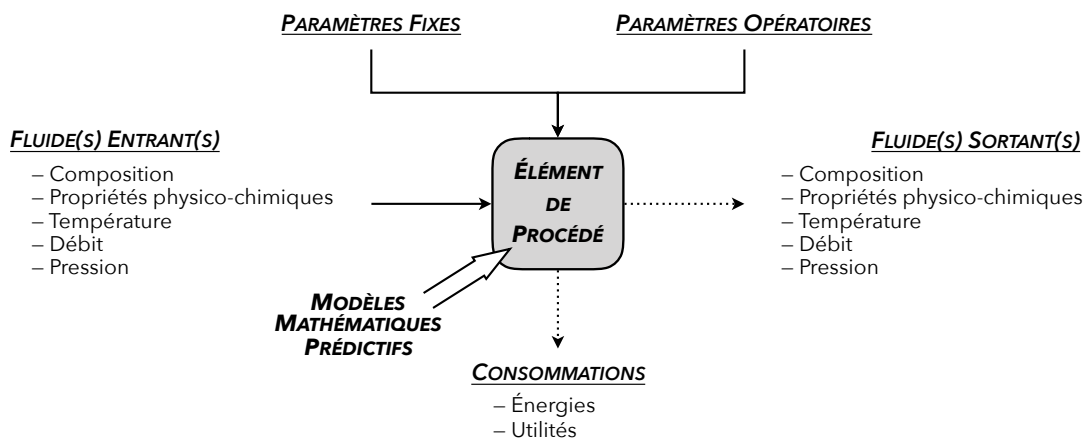 PARAMÈTRES FIXES
PARAMÈTRES OPÉRATOIRES
FLUIDE(S) ENTRANT(S)
– Composition
– Propriétés physico-chimiques
– Température
– Débit
– Pression
ÉLÉMENT
DE
PROCÉDÉ
FLUIDE(S) SORTANT(S)
– Composition
– Propriétés physico-chimiques
– Température
– Débit
– Pression
MODÈLES
MATHÉMATIQUES
PRÉDICTIFS
CONSOMMATIONS
– Énergies
– Utilités